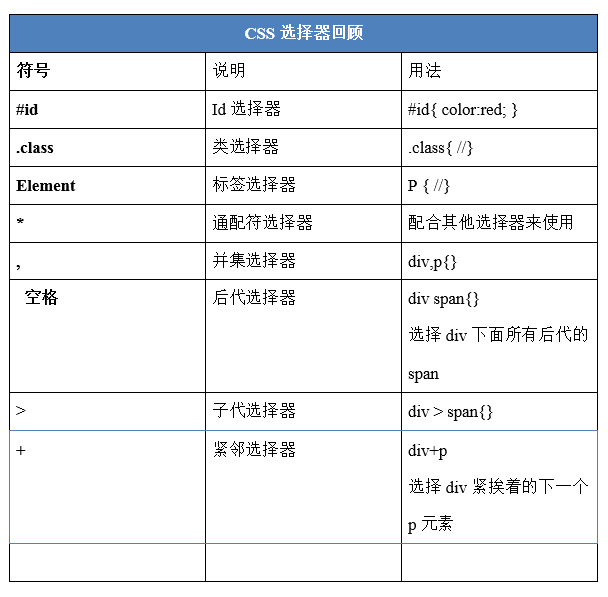 CSS 选择器回顾
符号 说明 用法
#id Id 选择器 #id{ color:red; }
.class 类选择器 .class{ //}
Element 标签选择器 P { //}
* 通配符选择器 配合其他选择器来使用
, 并集选择器 div,p{}
空格 后代选择器 div span{}
选择 div 下面所有后代的
span
> 子代选择器 div > span{}
+ 紧邻选择器 div+p
选择 div 紧挨着的下一个
p 元素